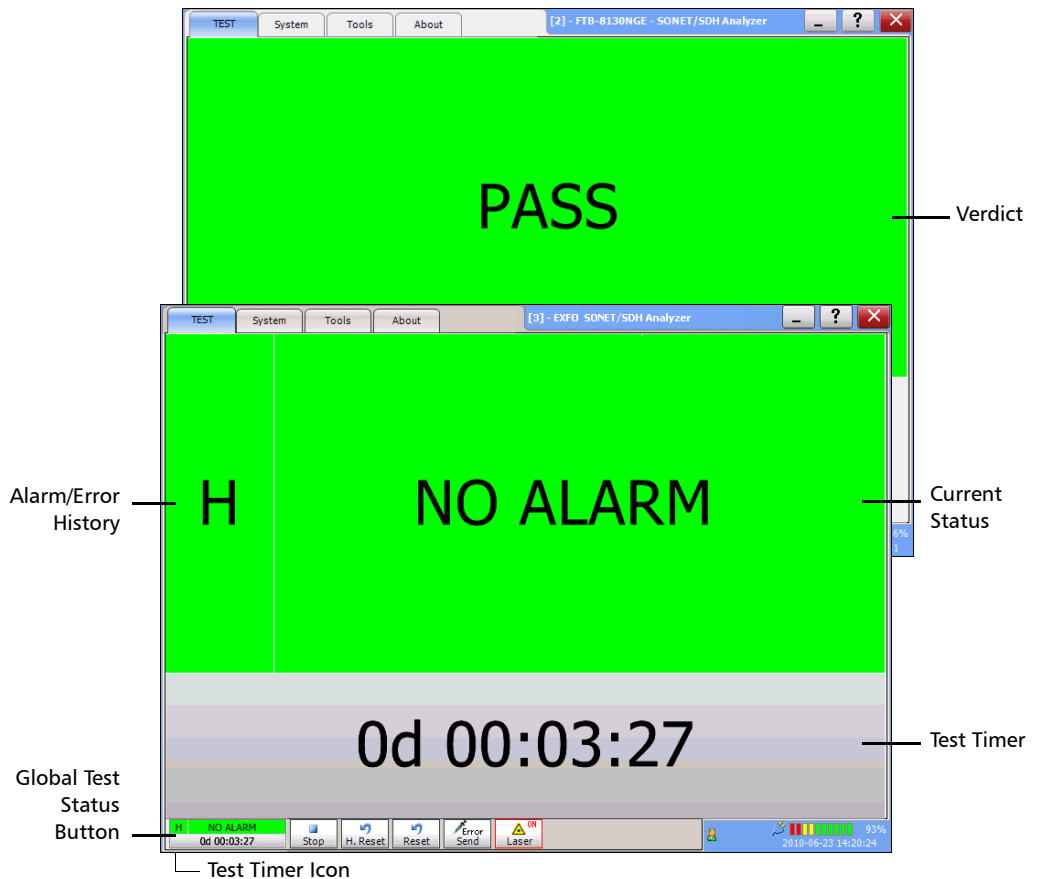 TEST System Tools About [2] - FTB-8130NGE - SONET/SDH Analyzer ?
PASS
Verdict
TEST System Tools About [3] - EXFO SONET/SDH Analyzer ?
Alarm/Error
History
H
NO ALARM
Current
Status
6%
1
0d 00:03:27
Test Timer
Global Test
Status
Button
H NO ALARM
0d 00:03:27
Stop
H. Reset
Reset
Error
Send
ON
Laser
93%
2010-06-23 14:20:24
Test Timer Icon